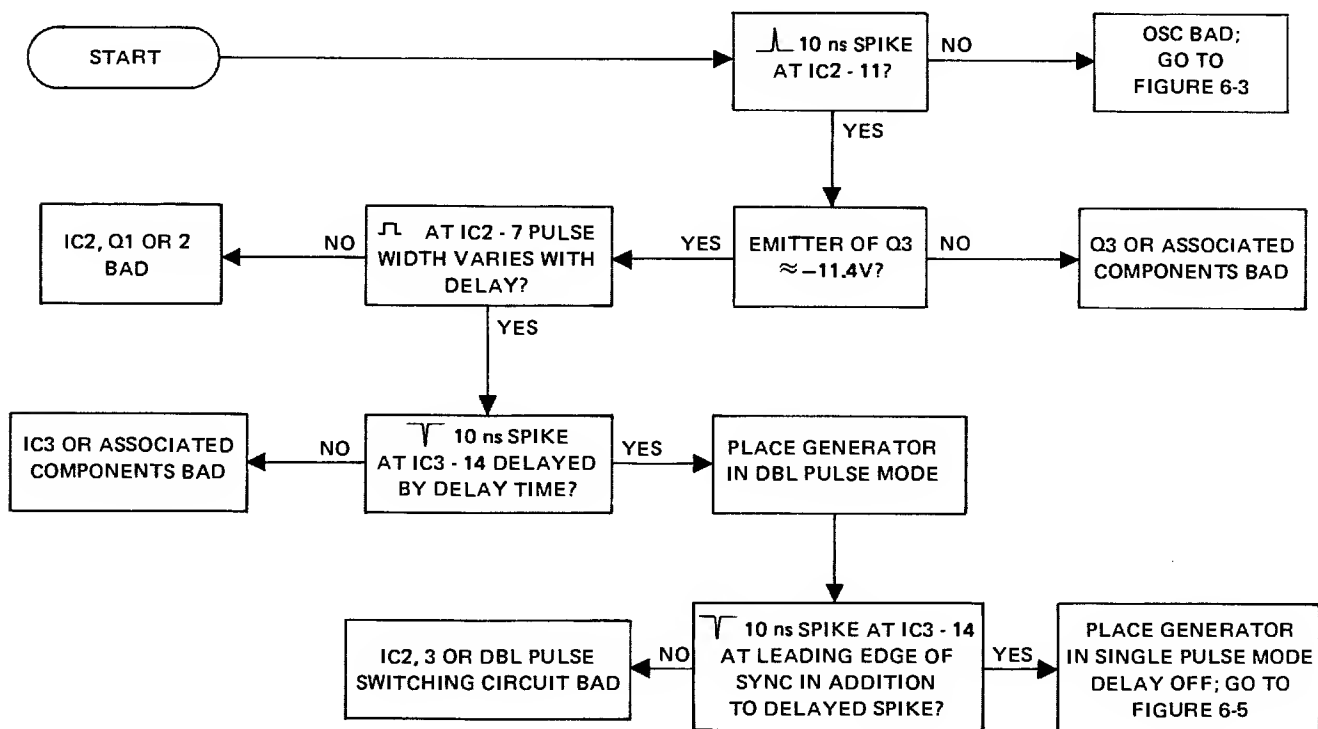 START
10 ns SPIKE
AT IC2 - 11?
NO
OSC BAD;
GO TO
FIGURE 6-3
YES
IC2, Q1 OR 2
BAD
NO
AT IC2 - 7 PULSE
WIDTH VARIES WITH
DELAY?
YES
EMITTER OF Q3
≈ −11.4V?
NO
Q3 OR ASSOCIATED
COMPONENTS BAD
YES
IC3 OR ASSOCIATED
COMPONENTS BAD
NO
10 ns SPIKE
AT IC3 - 14 DELAYED
BY DELAY TIME?
YES
PLACE GENERATOR
IN DBL PULSE MODE
IC2, 3 OR DBL PULSE
SWITCHING CIRCUIT BAD
NO
10 ns SPIKE AT IC3 - 14
AT LEADING EDGE OF
SYNC IN ADDITION
TO DELAYED SPIKE?
YES
PLACE GENERATOR
IN SINGLE PULSE MODE
DELAY OFF; GO TO
FIGURE 6-5